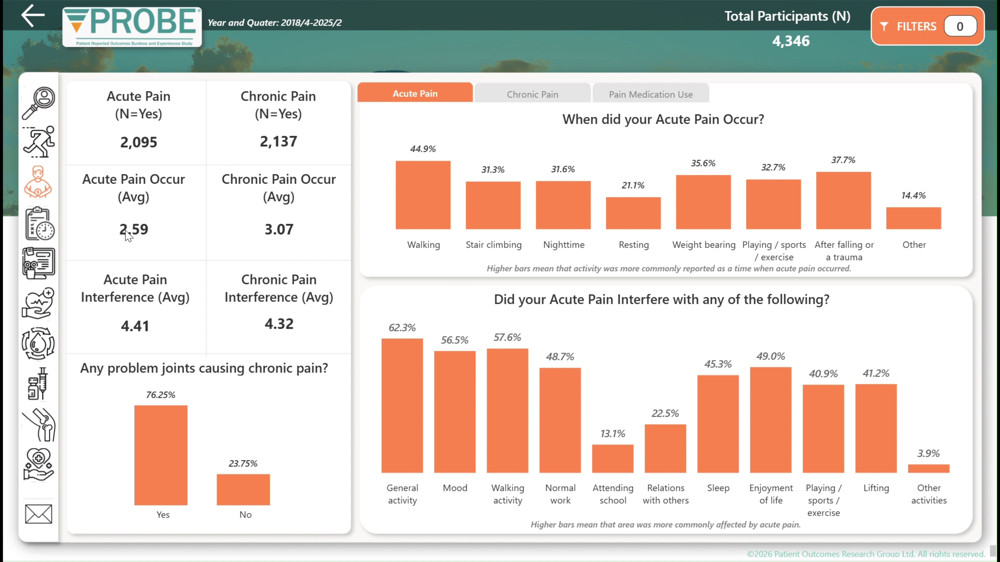 PROBE®
Patient Reported Outcomes Burdens and Experiences Study
Year and Quater: 2018/4-2025/2
Total Participants (N)
4,346
FILTERS 0
Acute Pain
(N=Yes)
2,095
Chronic Pain
(N=Yes)
2,137
Acute Pain Occur
(Avg)
2.59
Chronic Pain Occur
(Avg)
3.07
Acute Pain
Interference (Avg)
4.41
Chronic Pain
Interference (Avg)
4.32
Any problem joints causing chronic pain?
76.25%
23.75%
Yes
No
Acute Pain
Chronic Pain
Pain Medication Use
When did your Acute Pain Occur?
44.9%
31.3%
31.6%
21.1%
35.6%
32.7%
37.7%
14.4%
Walking
Stair climbing
Nighttime
Resting
Weight bearing
Playing / sports
/ exercise
After falling or
a trauma
Other
Higher bars mean that activity was more commonly reported as a time when acute pain occurred.
Did your Acute Pain Interfere with any of the following?
62.3%
56.5%
57.6%
48.7%
13.1%
22.5%
45.3%
49.0%
40.9%
41.2%
3.9%
General
activity
Mood
Walking
activity
Normal
work
Attending
school
Relations
with others
Sleep
Enjoyment
of life
Playing /
sports /
exercise
Lifting
Other
activities
Higher bars mean that area was more commonly affected by acute pain.
©2026 Patient Outcomes Research Group Ltd. All rights reserved.